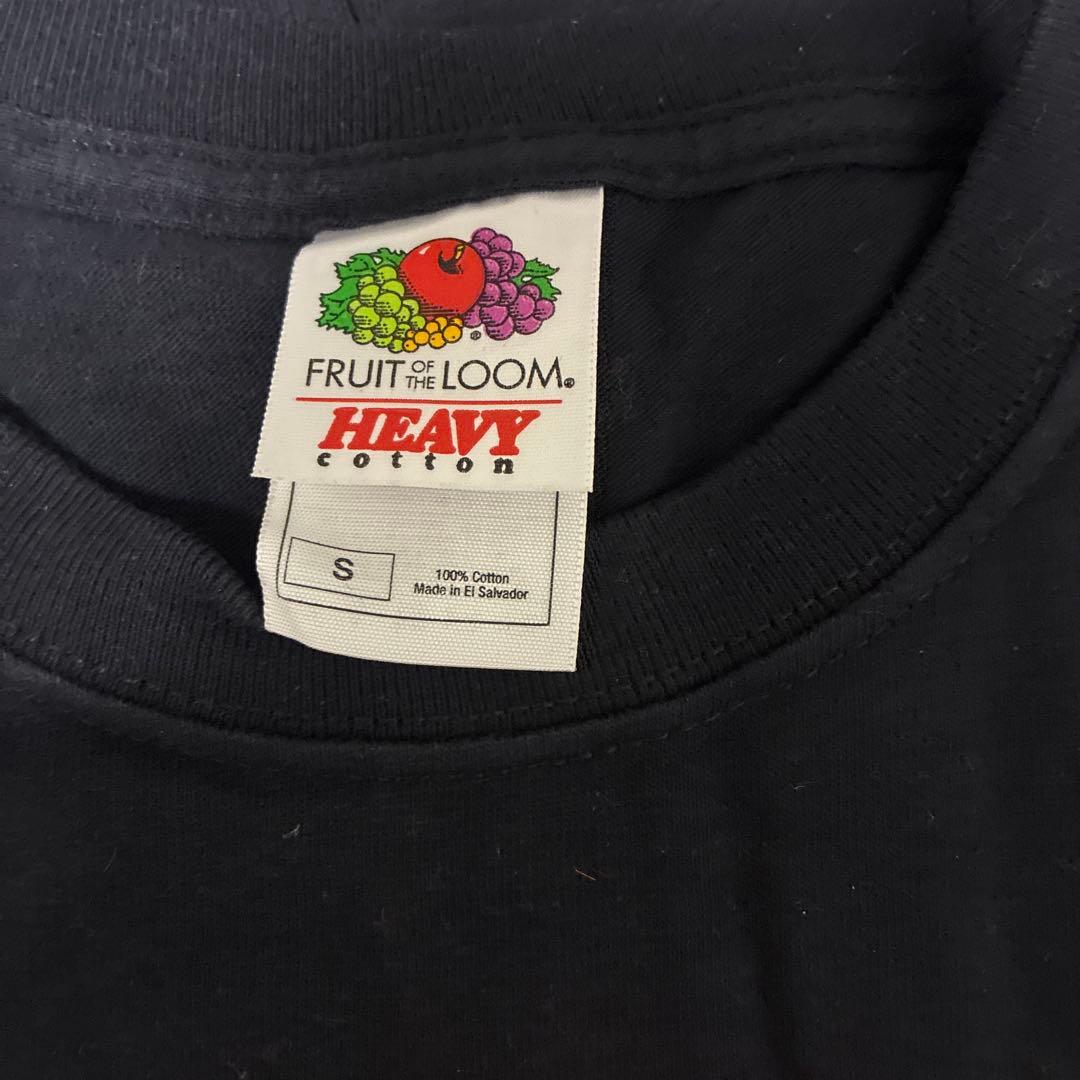 FRUIT OF THE LOOM®
HEAVY
cotton
S
100% Cotton
Made in El Salvador